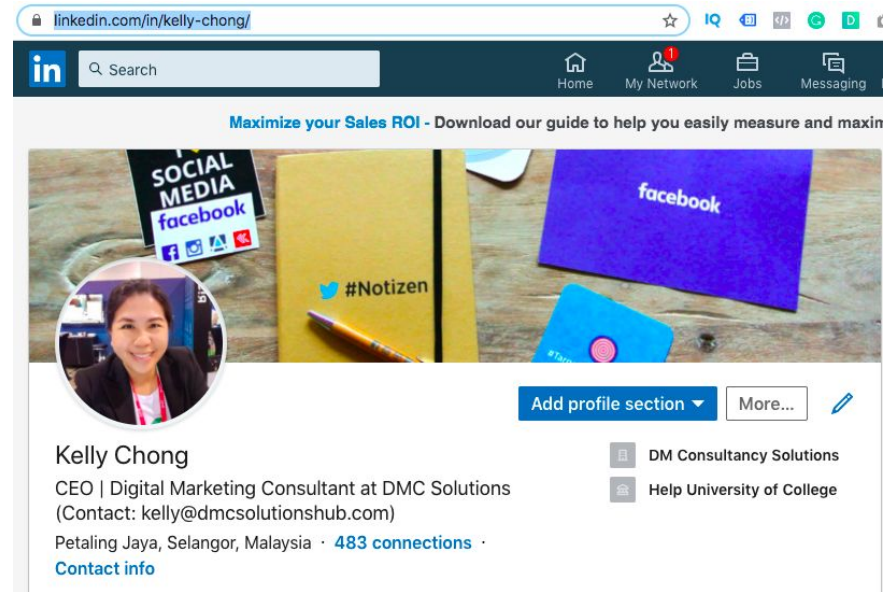 linkedin.com/in/kelly-chong/
IQ
D
in
Search
Home
1
My Network
Jobs
Messaging
Maximize your Sales ROI - Download our guide to help you easily measure and maxim
SOCIAL
MEDIA
facebook
facebook
#Notizen
Add profile section
More...
Kelly Chong
DM Consultancy Solutions
CEO | Digital Marketing Consultant at DMC Solutions
Help University of College
(Contact: kelly@dmcsolutionshub.com)
Petaling Jaya, Selangor, Malaysia · 483 connections ·
Contact info